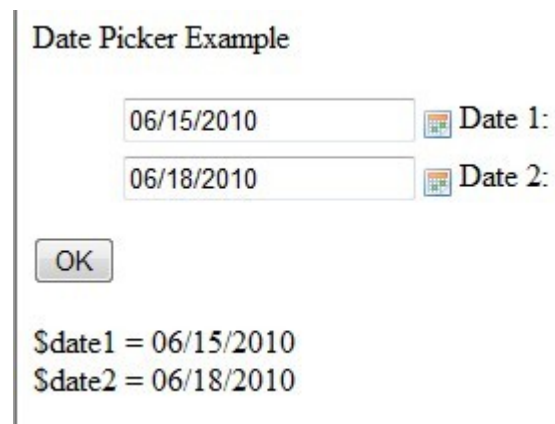 Date Picker Example
06/15/2010 Date 1:
06/18/2010 Date 2:
OK
$date1 = 06/15/2010
$date2 = 06/18/2010